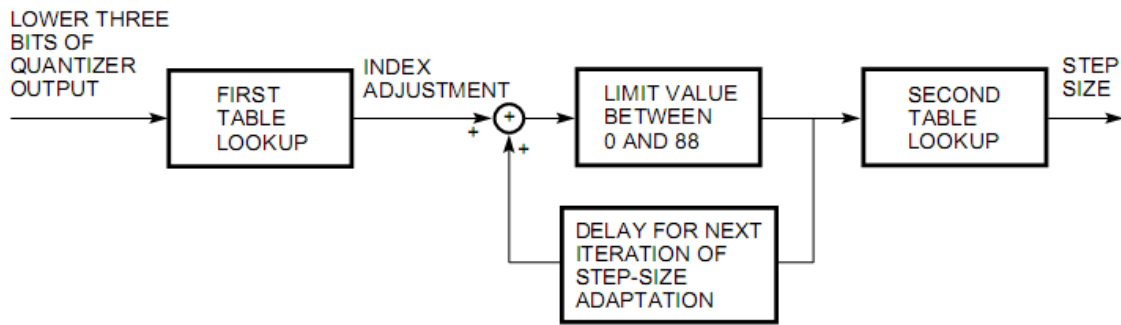 LOWER THREE
BITS OF
QUANTIZER
OUTPUT
FIRST
TABLE
LOOKUP
INDEX
ADJUSTMENT
+
+
+
LIMIT VALUE
BETWEEN
0 AND 88
DELAY FOR NEXT
ITERATION OF
STEP-SIZE
ADAPTATION
SECOND
TABLE
LOOKUP
STEP
SIZE